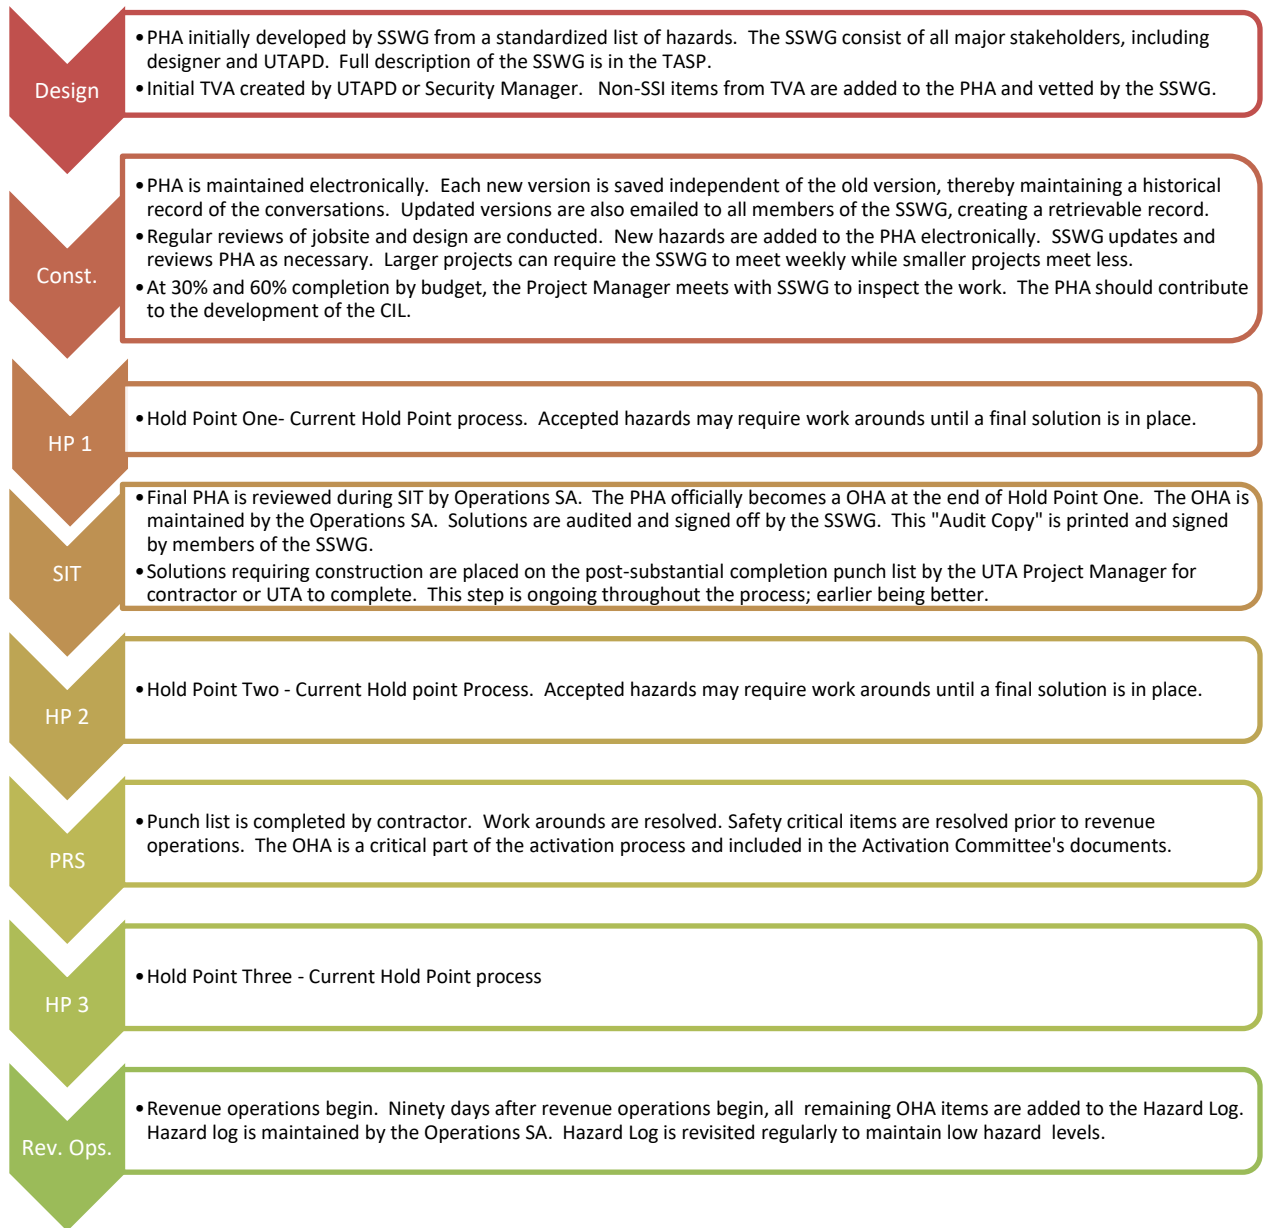 Design
•PHA initially developed by SSWG from a standardized list of hazards.  The SSWG consist of all major stakeholders, including
designer and UTAPD.  Full description of the SSWG is in the TASP.
•Initial TVA created by UTAPD or Security Manager.   Non-SSI items from TVA are added to the PHA and vetted by the SSWG.
Const.
•PHA is maintained electronically.  Each new version is saved independent of the old version, thereby maintaining a historical
record of the conversations.  Updated versions are also emailed to all members of the SSWG, creating a retrievable record.
•Regular reviews of jobsite and design are conducted.  New hazards are added to the PHA electronically.  SSWG updates and
reviews PHA as necessary.  Larger projects can require the SSWG to meet weekly while smaller projects meet less.
•At 30% and 60% completion by budget, the Project Manager meets with SSWG to inspect the work.  The PHA should contribute
to the development of the CIL.
HP 1
•Hold Point One- Current Hold Point process.  Accepted hazards may require work arounds until a final solution is in place.
SIT
•Final PHA is reviewed during SIT by Operations SA.  The PHA officially becomes a OHA at the end of Hold Point One. The OHA is
maintained by the Operations SA.  Solutions are audited and signed off by the SSWG.  This "Audit Copy" is printed and signed
by members of the SSWG.
•Solutions requiring construction are placed on the post-substantial completion punch list by the UTA Project Manager for
contractor or UTA to complete.  This step is ongoing throughout the process; earlier being better.
HP 2
•Hold Point Two - Current Hold point Process.  Accepted hazards may require work arounds until a final solution is in place.
PRS
•Punch list is completed by contractor.  Work arounds are resolved. Safety critical items are resolved prior to revenue
operations.  The OHA is a critical part of the activation process and included in the Activation Committee's documents.
HP 3
•Hold Point Three - Current Hold Point process
Rev. Ops.
•Revenue operations begin.  Ninety days after revenue operations begin, all  remaining OHA items are added to the Hazard Log.
Hazard log is maintained by the Operations SA.  Hazard Log is revisited regularly to maintain low hazard  levels.